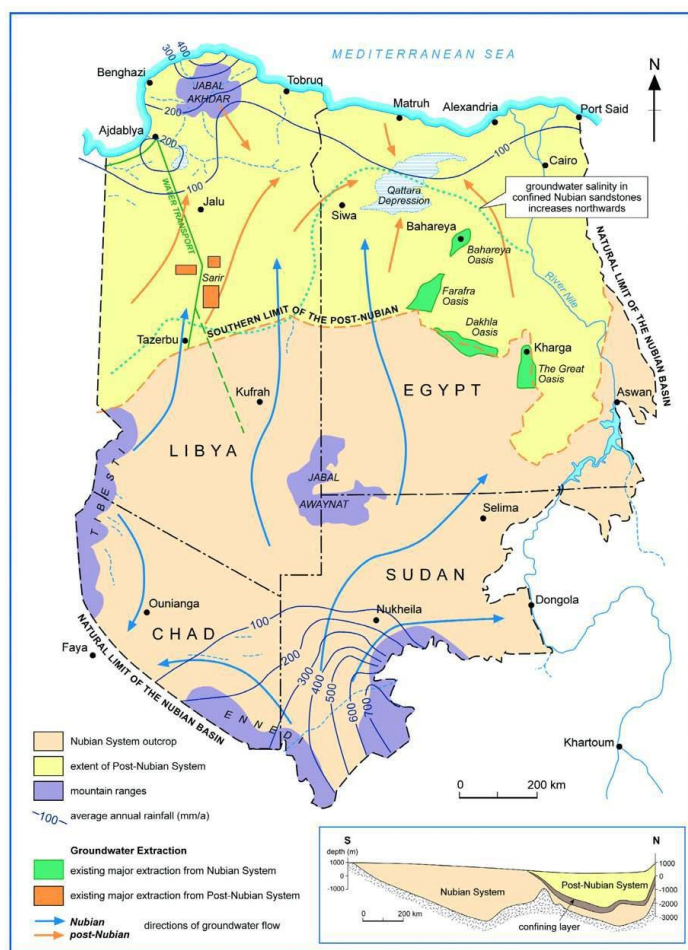 MEDITERRANEAN SEA
N
400
300
Benghazi
JABAL
AKHDAR
200
Tobruq
Matruh
Alexandria
Port Said
Ajdablya
200
100
Cairo
100
WATER TRANSPORT
Jalu
Qattara
Depression
Siwa
groundwater salinity in
confined Nubian sandstones
increases northwards
Bahareya
Bahareya
Oasis
NATURAL LIMIT OF THE NUBIAN BASIN
Sarir
River Nile
Farafra
Oasis
SOUTHERN LIMIT OF THE POST-NUBIAN
Dakhla
Oasis
Tazerbu
Kharga
The Great
Oasis
EGYPT
Kufrah
Aswan
LIBYA
TIBESTI
JABAL
AWAYNAT
Selima
SUDAN
Ounianga
100
Nukheila
Dongola
CHAD
Faya
200
300
400
500
600
700
NATURAL LIMIT OF THE NUBIAN BASIN
ENNEDI
Khartoum
Nubian System outcrop
extent of Post-Nubian System
mountain ranges
100 average annual rainfall (mm/a)
0 200 km
Groundwater Extraction
existing major extraction from Nubian System
existing major extraction from Post-Nubian System
Nubian
post-Nubian
directions of groundwater flow
S N
depth (m)
1000
0
-1000
1000
0
-1000
-2000
-3000
Nubian System
Post-Nubian System
confining layer
0 200 km